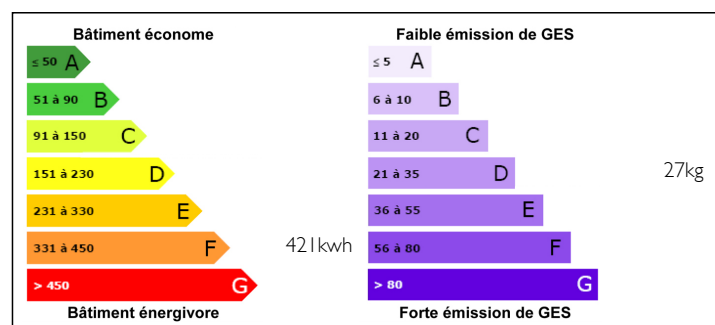 Bâtiment économe
≤ 50 A
51 à 90 B
91 à 150 C
151 à 230 D
231 à 330 E
331 à 450 F
421kwh
> 450 G
Bâtiment énergivore
Faible émission de GES
≤ 5 A
6 à 10 B
11 à 20 C
21 à 35 D
27kg
36 à 55 E
56 à 80 F
> 80 G
Forte émission de GES